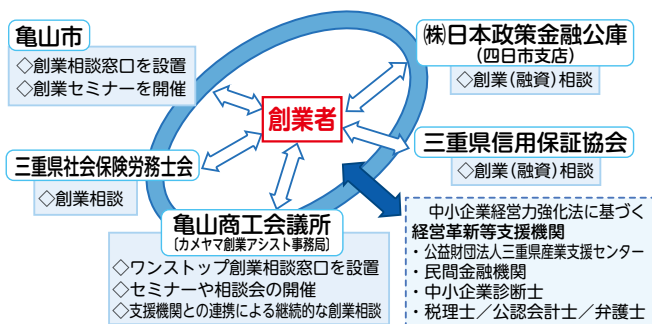 亀山市
◇創業相談窓口を設置
◇創業セミナーを開催
㈱日本政策金融公庫
(四日市支店)
◇創業(融資)相談
創業者
三重県社会保険労務士会
◇創業相談
三重県信用保証協会
◇創業(融資)相談
亀山商工会議所
〔カメヤマ創業アシスト事務局〕
◇ワンストップ創業相談窓口を設置
◇セミナーや相談会の開催
◇支援機関との連携による継続的な創業相談
中小企業経営力強化法に基づく
経営革新等支援機関
・公益財団法人三重県産業支援センター
・民間金融機関
・中小企業診断士
・税理士／公認会計士／弁護士